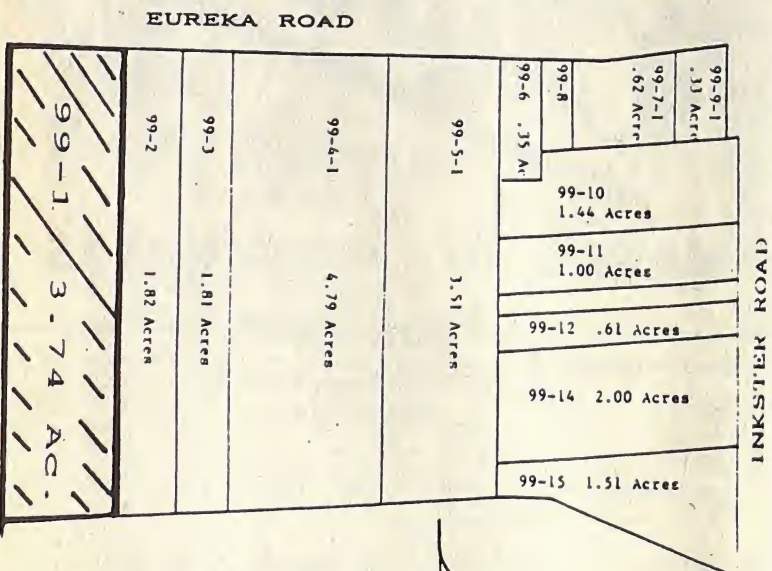 EUREKA ROAD
99-1 3-74 AC.
99-2 1.82 Acres
99-3 1.81 Acres
99-4-1 4.79 Acres
99-5-1 3.51 Acres
99-6 .35 Ac
99-8
99-7-1
.62 Acre
99-9-1
.33 Acre
99-10
1.44 Acres
99-11
1.00 Acres
99-12 .61 Acres
99-14 2.00 Acres
99-15 1.51 Acres
INKSTER ROAD